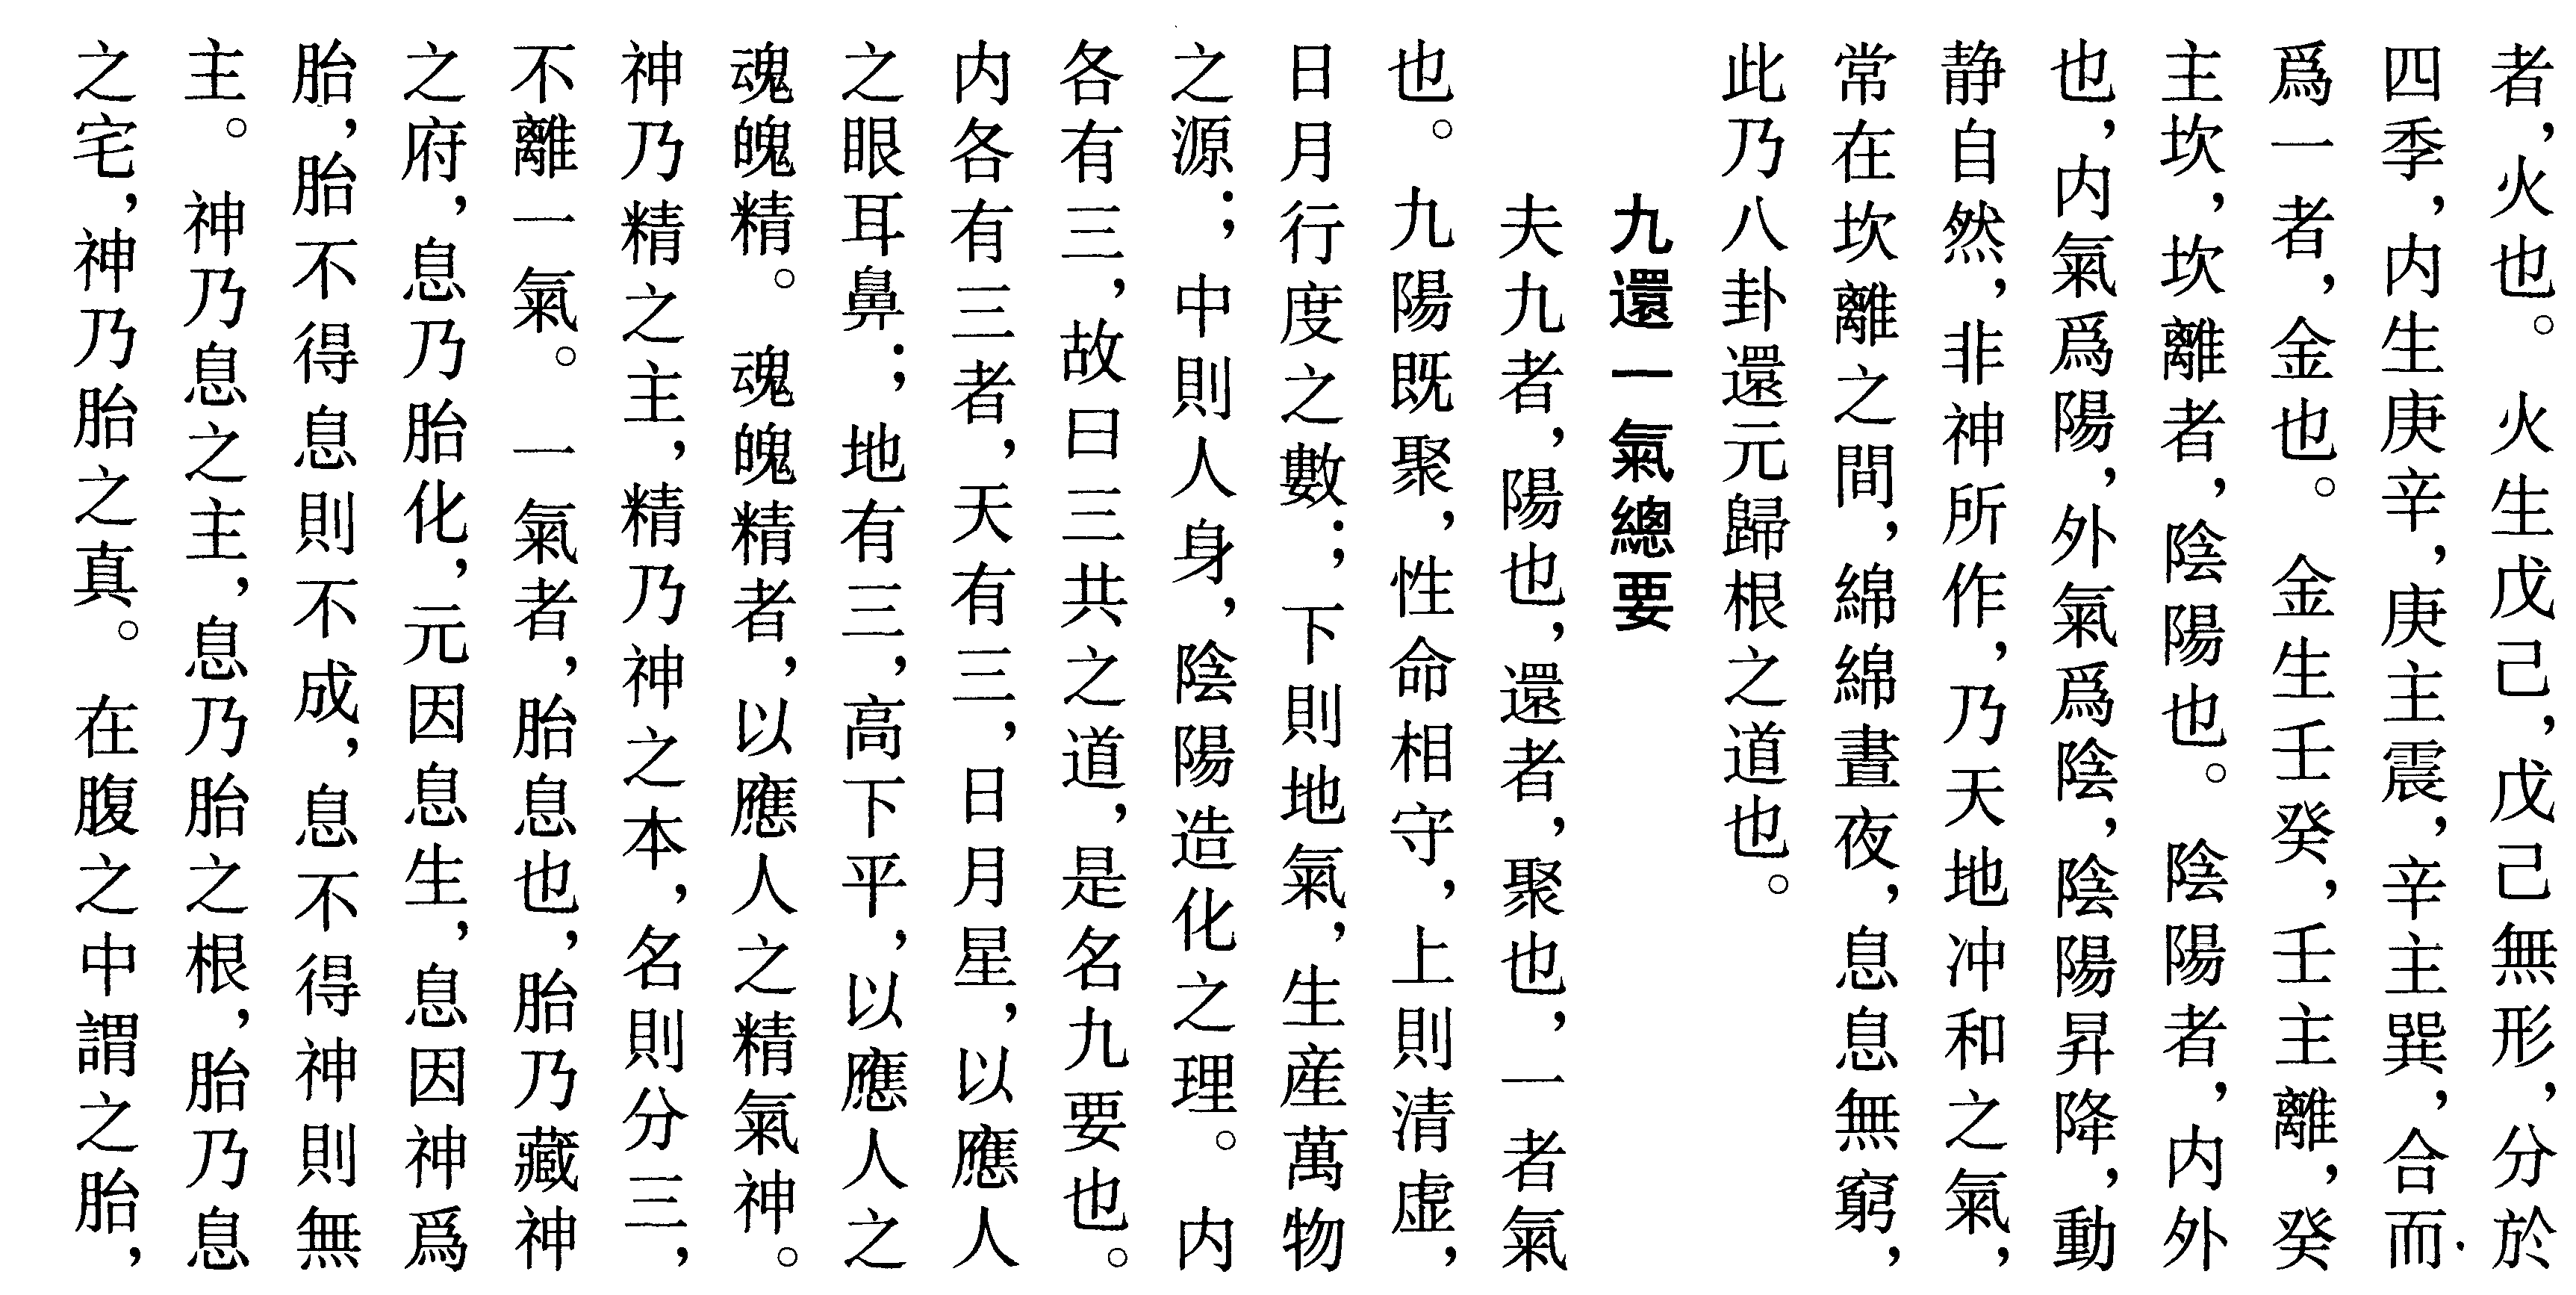 者，火也。火生戊己，戊己無形，分於
四季，内生庚辛，庚主震，辛主巽，合而
爲一者，金也。金生壬癸，壬主離，癸
主坎，坎離者，陰陽也。陰陽者，内外
也，内氣爲陽，外氣爲陰，陰陽昇降，動
静自然，非神所作，乃天地冲和之氣，
常在坎離之間，綿綿晝夜，息息無窮，
此乃八卦還元歸根之道也。
九還一氣總要
夫九者，陽也，還者，聚也，一者氣
也。九陽既聚，性命相守，上則清虚，
日月行度之數；下則地氣，生産萬物
之源；中則人身，陰陽造化之理。内
各有三，故曰三共之道，是名九要也。
内各有三者，天有三，日月星，以應人
之眼耳鼻；地有三，高下平，以應人之
魂魄精。魂魄精者，以應人之精氣神。
神乃精之主，精乃神之本，名則分三，
不離一氣。一氣者，胎息也，胎乃藏神
之府，息乃胎化，元因息生，息因神爲
胎，胎不得息則不成，息不得神則無
主。神乃息之主，息乃胎之根，胎乃息
之宅，神乃胎之真。在腹之中謂之胎，